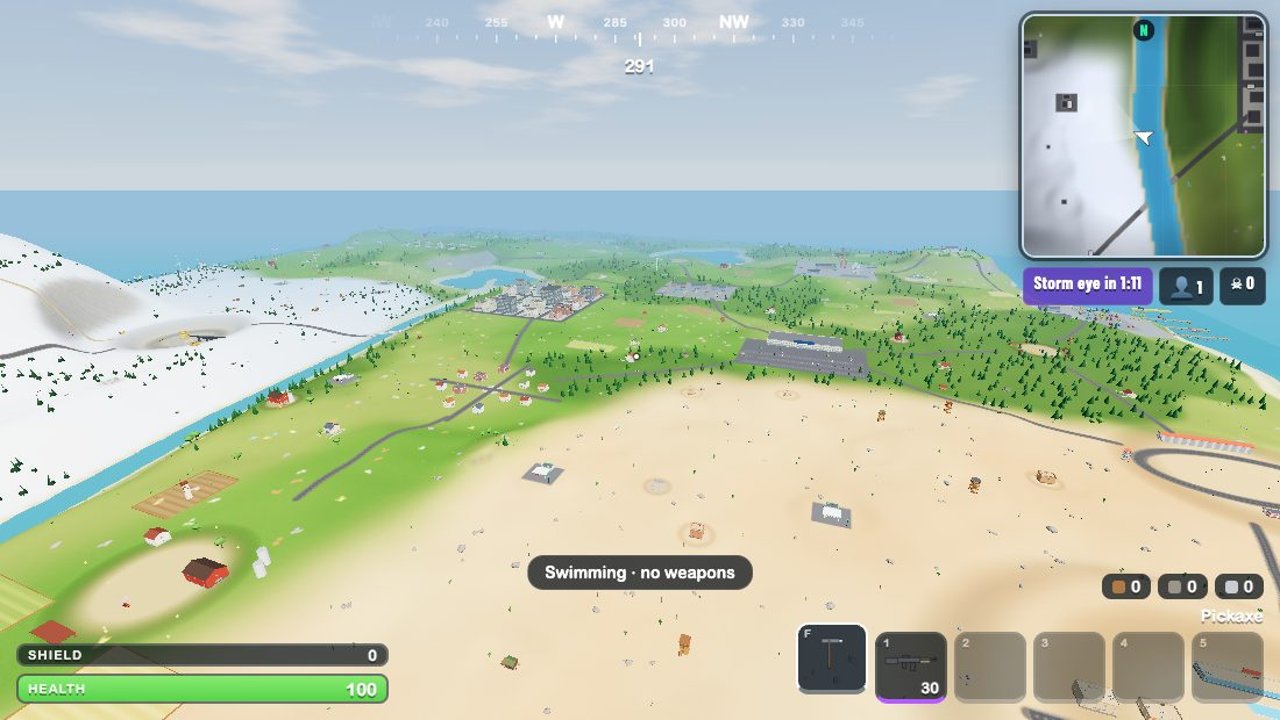 W 240 255 W 285 300 NW 330 345
291
N
Storm eye in 1:11 1 0
Swimming · no weapons
0 0 0
Pickaxe
SHIELD 0
HEALTH 100
F 1 30 2 3 4 5